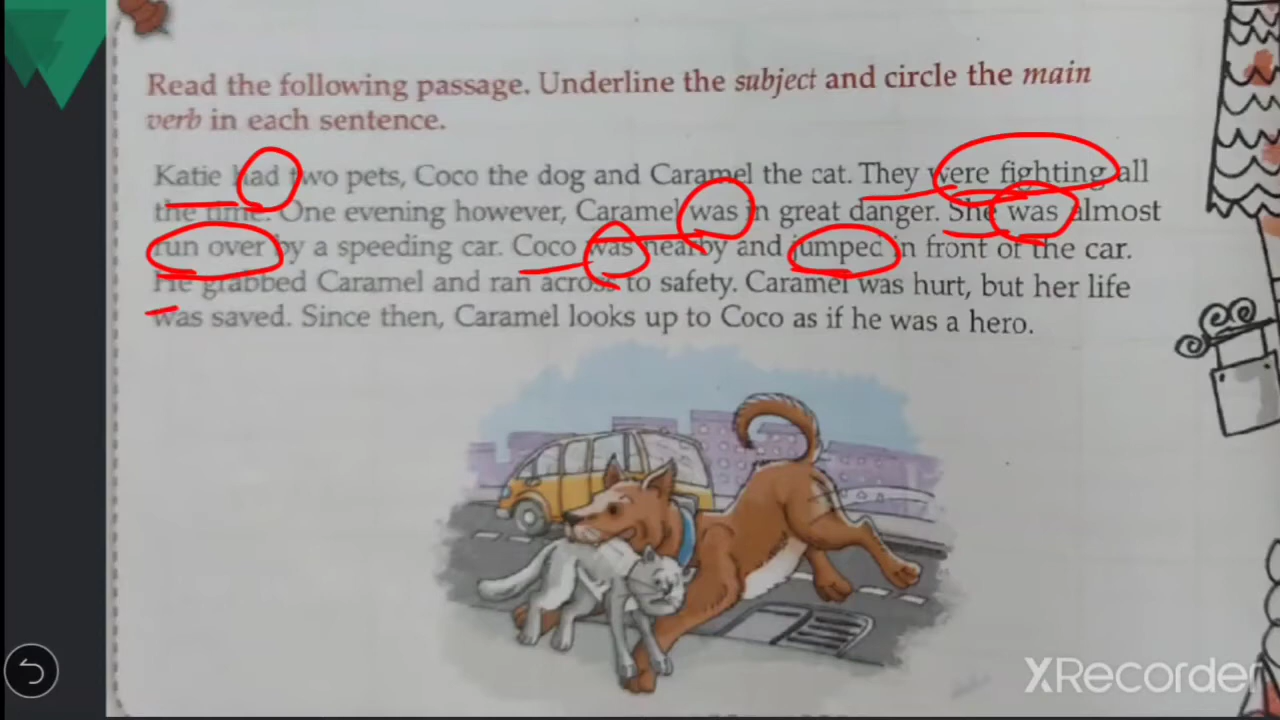 Read the following passage. Underline the subject and circle the main
verb in each sentence.
Katie had two pets, Coco the dog and Caramel the cat. They were fighting all
the time. One evening however, Caramel was in great danger. She was almost
run over by a speeding car. Coco was nearby and jumped in front of the car.
He grabbed Caramel and ran across to safety. Caramel was hurt, but her life
was saved. Since then, Caramel looks up to Coco as if he was a hero.
XRecorder